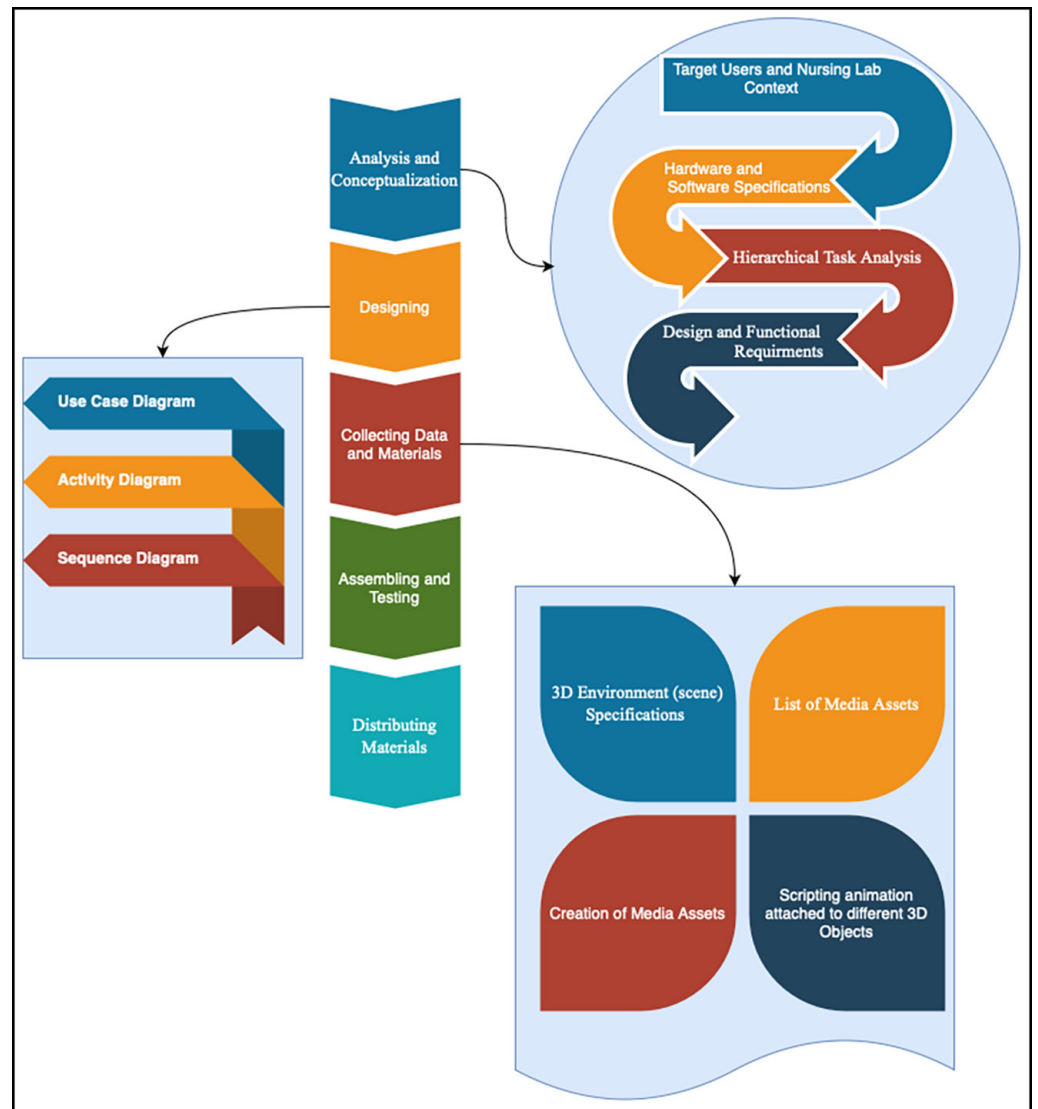 Analysis and
Conceptualization
Designing
Collecting Data
and Materials
Assembling and
Testing
Distributing
Materials
Target Users and Nursing Lab
Context
Hardware and
Software Specifications
Hierarchical Task Analysis
Design and Functional
Requirments
Use Case Diagram
Activity Diagram
Sequence Diagram
3D Environment (scene)
Specifications
List of Media Assets
Creation of Media Assets
Scripting animation
attached to different 3D
Objects